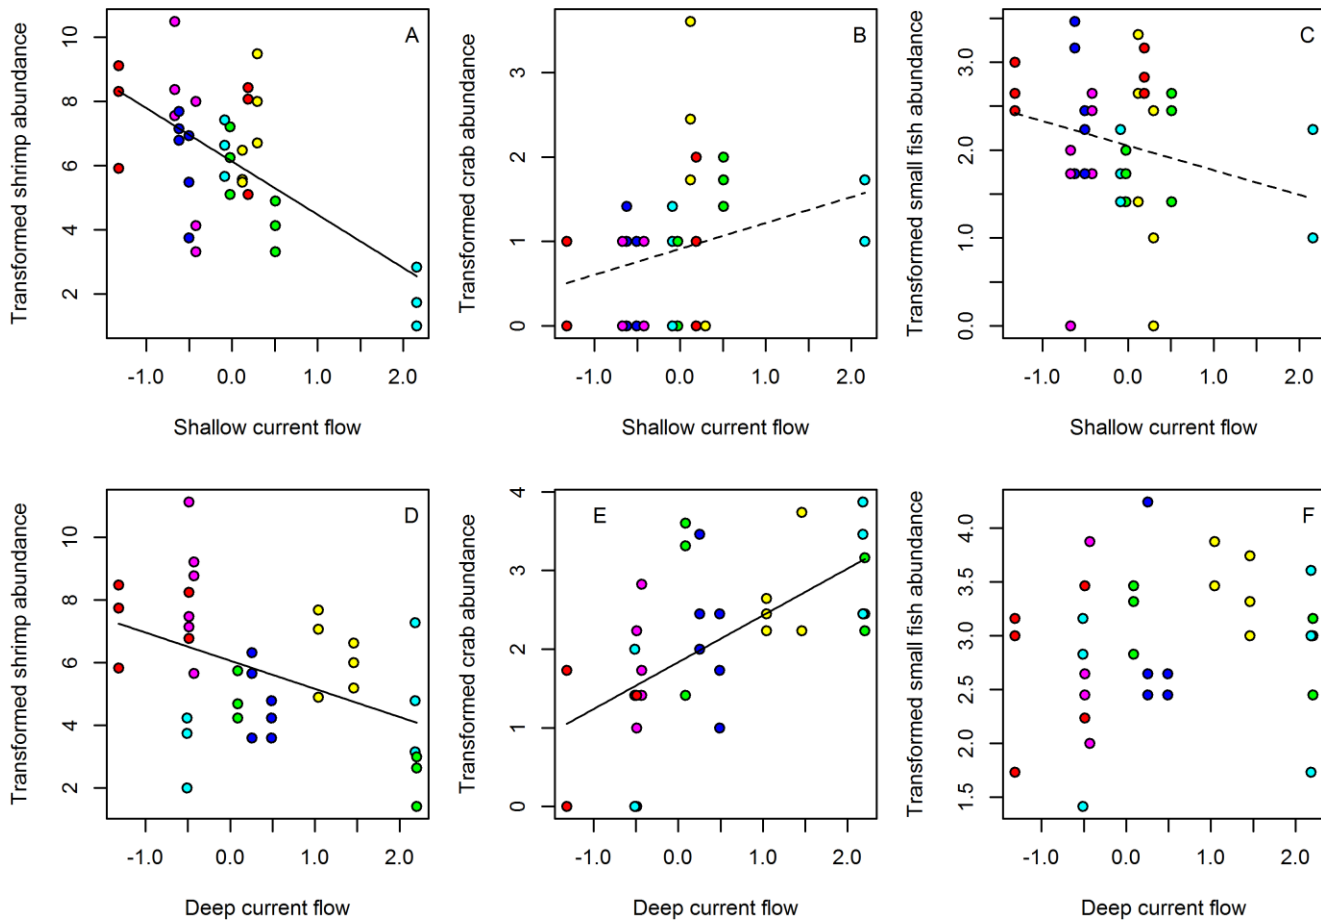 A
Transformed shrimp abundance
10
8
6
4
2
-1.0 0.0 1.0 2.0
Shallow current flow
B
Transformed crab abundance
3
2
1
0
-1.0 0.0 1.0 2.0
Shallow current flow
C
Transformed small fish abundance
3.0
2.0
1.0
0.0
-1.0 0.0 1.0 2.0
Shallow current flow
D
Transformed shrimp abundance
10
8
6
4
2
-1.0 0.0 1.0 2.0
Deep current flow
E
Transformed crab abundance
4
3
2
1
0
-1.0 0.0 1.0 2.0
Deep current flow
F
Transformed small fish abundance
4.0
3.5
3.0
2.5
2.0
1.5
-1.0 0.0 1.0 2.0
Deep current flow